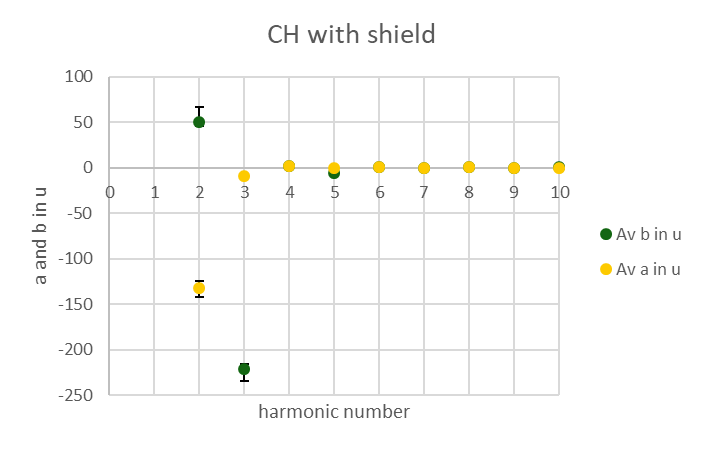 CH with shield
100
50
0
-50
-100
-150
-200
-250
0 1 2 3 4 5 6 7 8 9 10
a and b in u
harmonic number
Av b in u
Av a in u